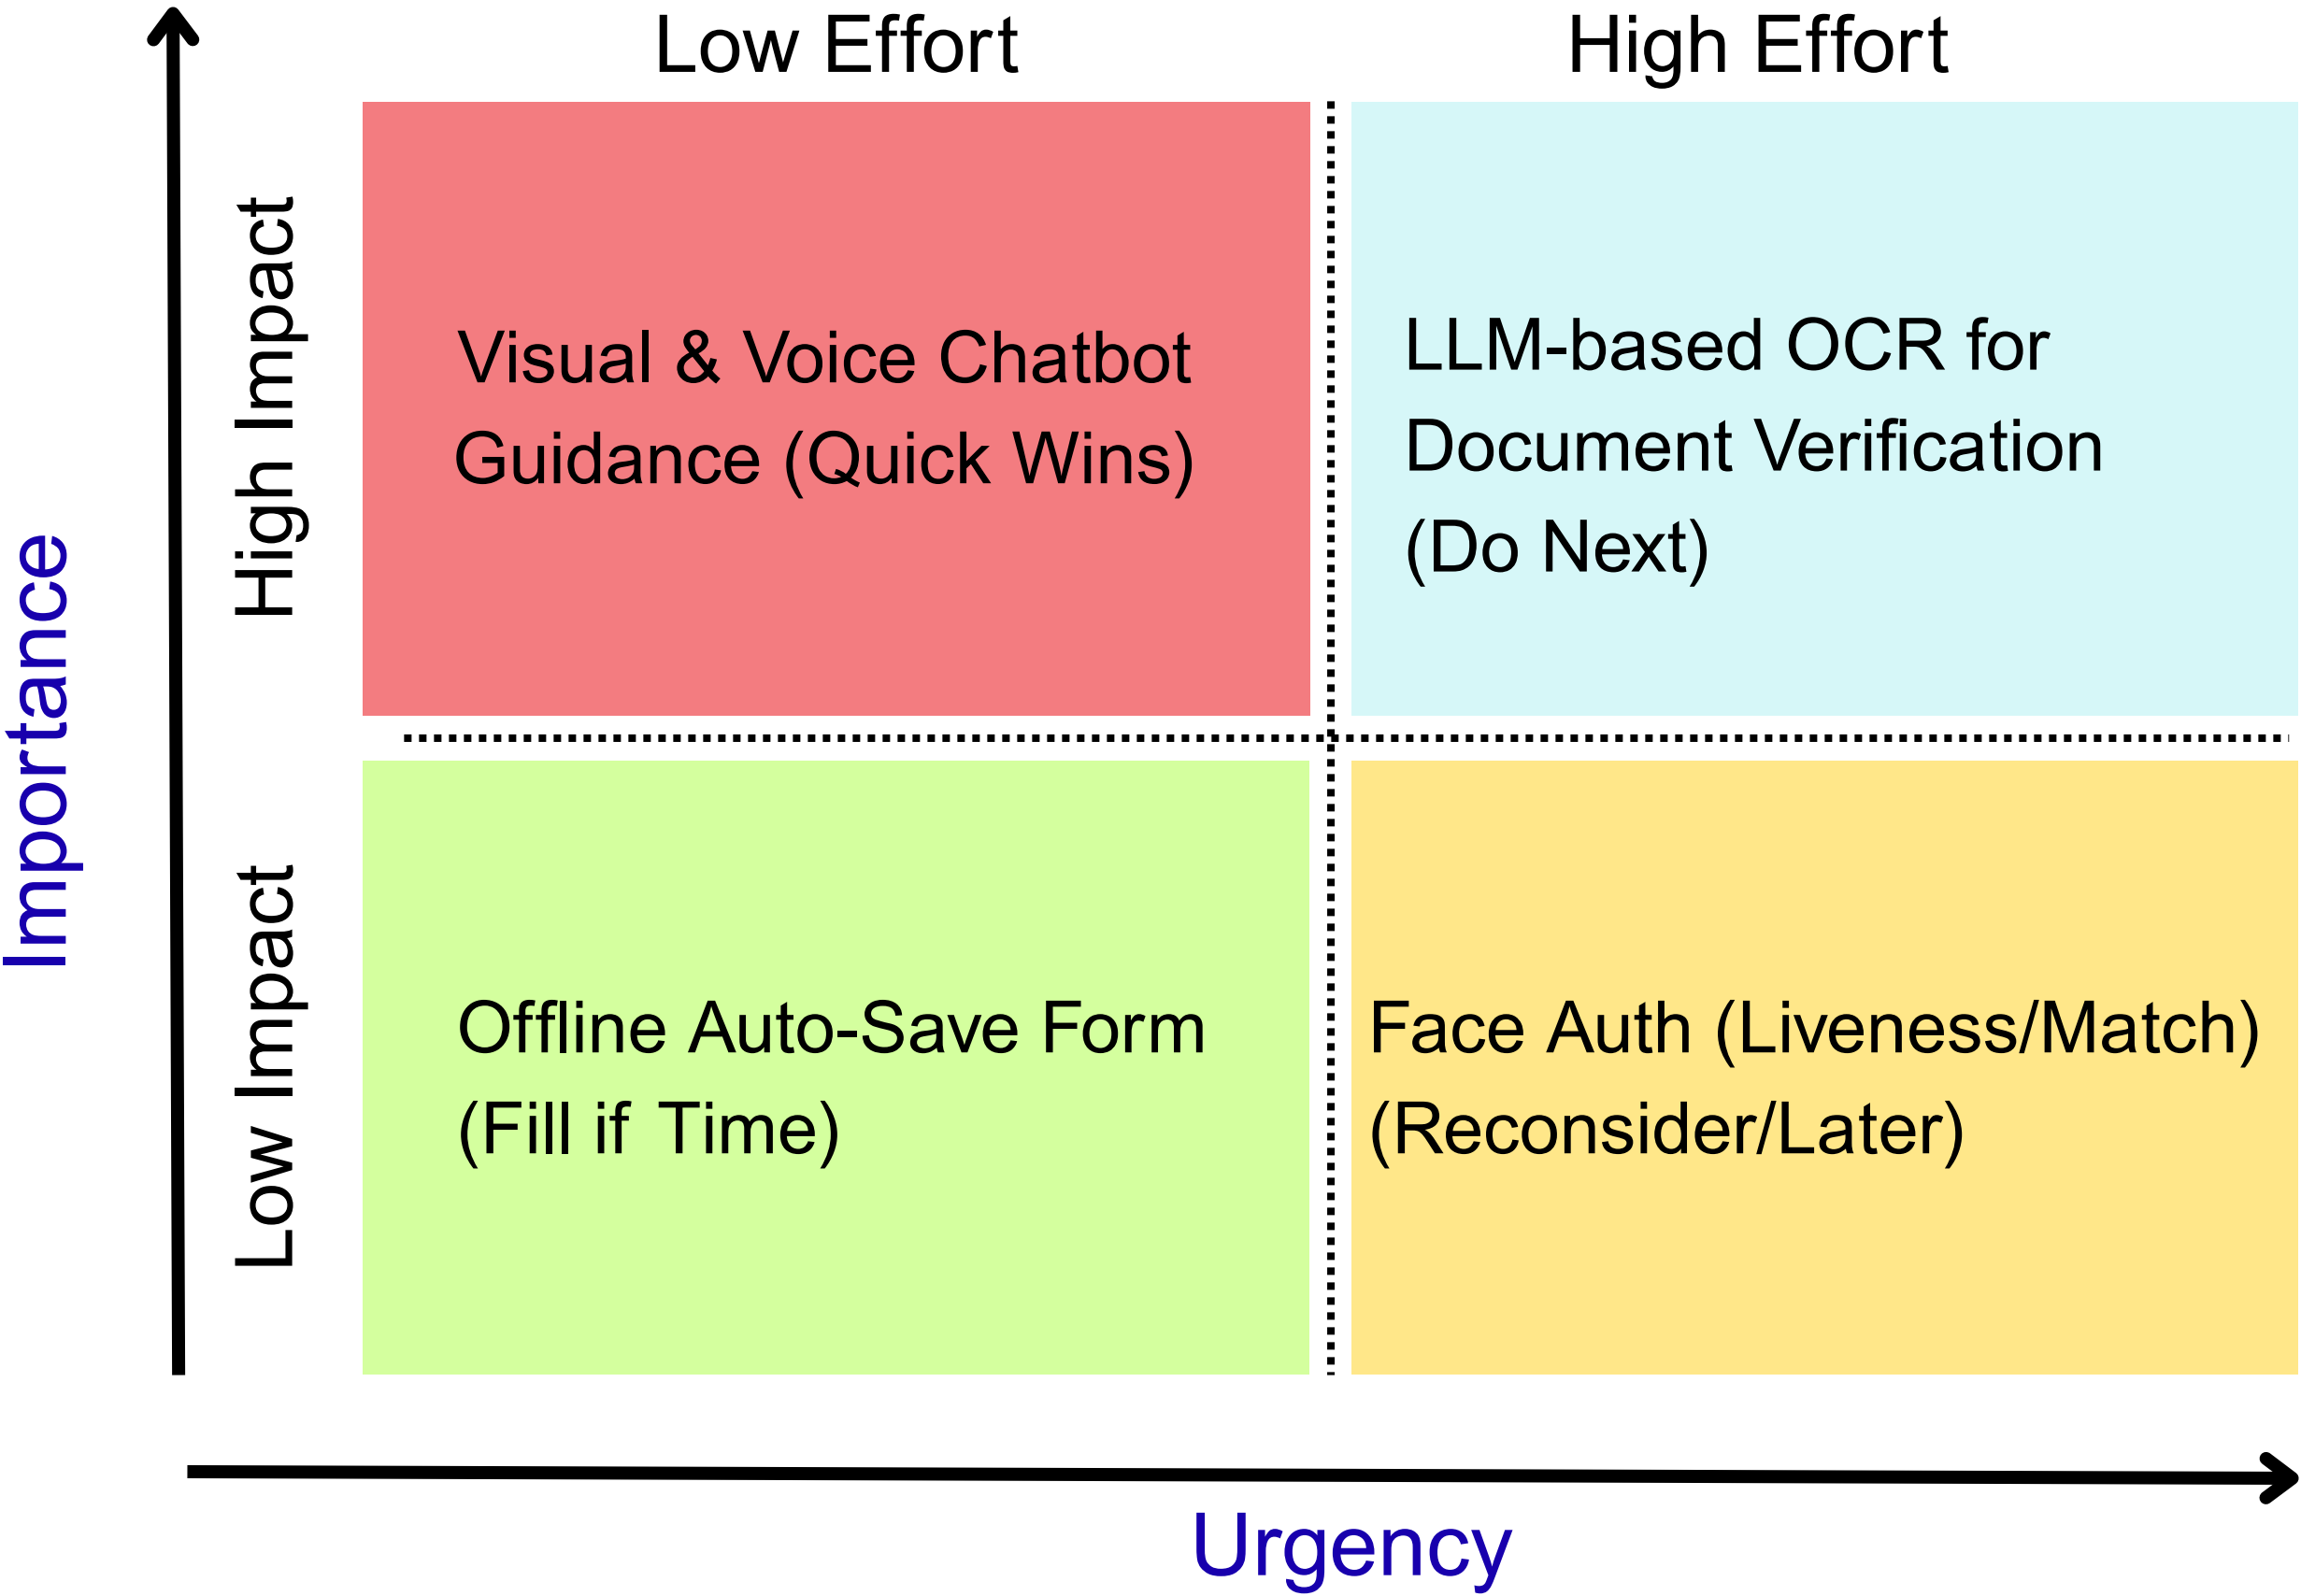 Low Effort
High Effort
Importance
High Impact
Visual & Voice Chatbot
Guidance (Quick Wins)
LLM-based OCR for
Document Verification
(Do Next)
Low Impact
Offline Auto-Save Form
(Fill if Time)
Face Auth (Liveness/Match)
(Reconsider/Later)
Urgency